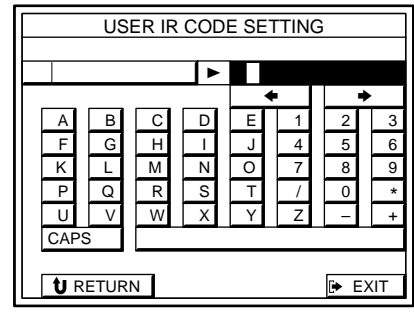 USER IR CODE SETTING
A B C D E 1 2 3
F G H I J 4 5 6
K L M N O 7 8 9
P Q R S T / 0 *
U V W X Y Z – +
CAPS
RETURN EXIT